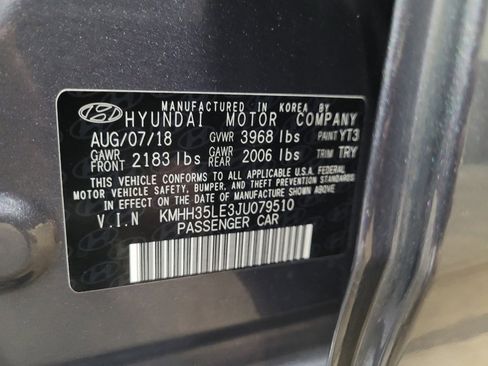 MANUFACTURED IN KOREA BY
HYUNDAI MOTOR COMPANY
AUG/07/18 GVWR 3968 lbs PAINT YT3
GAWR FRONT 2183 lbs GAWR REAR 2006 lbs TRIM TRY
THIS VEHICLE CONFORMS TO ALL APPLICABLE U.S.A. FEDERAL
MOTOR VEHICLE SAFETY, BUMPER, AND THEFT PREVENTION
STANDARDS IN EFFECT ON THE DATE OF MANUFACTURE SHOWN ABOVE.
V.I.N KMHH35LE3JU079510
PASSENGER CAR